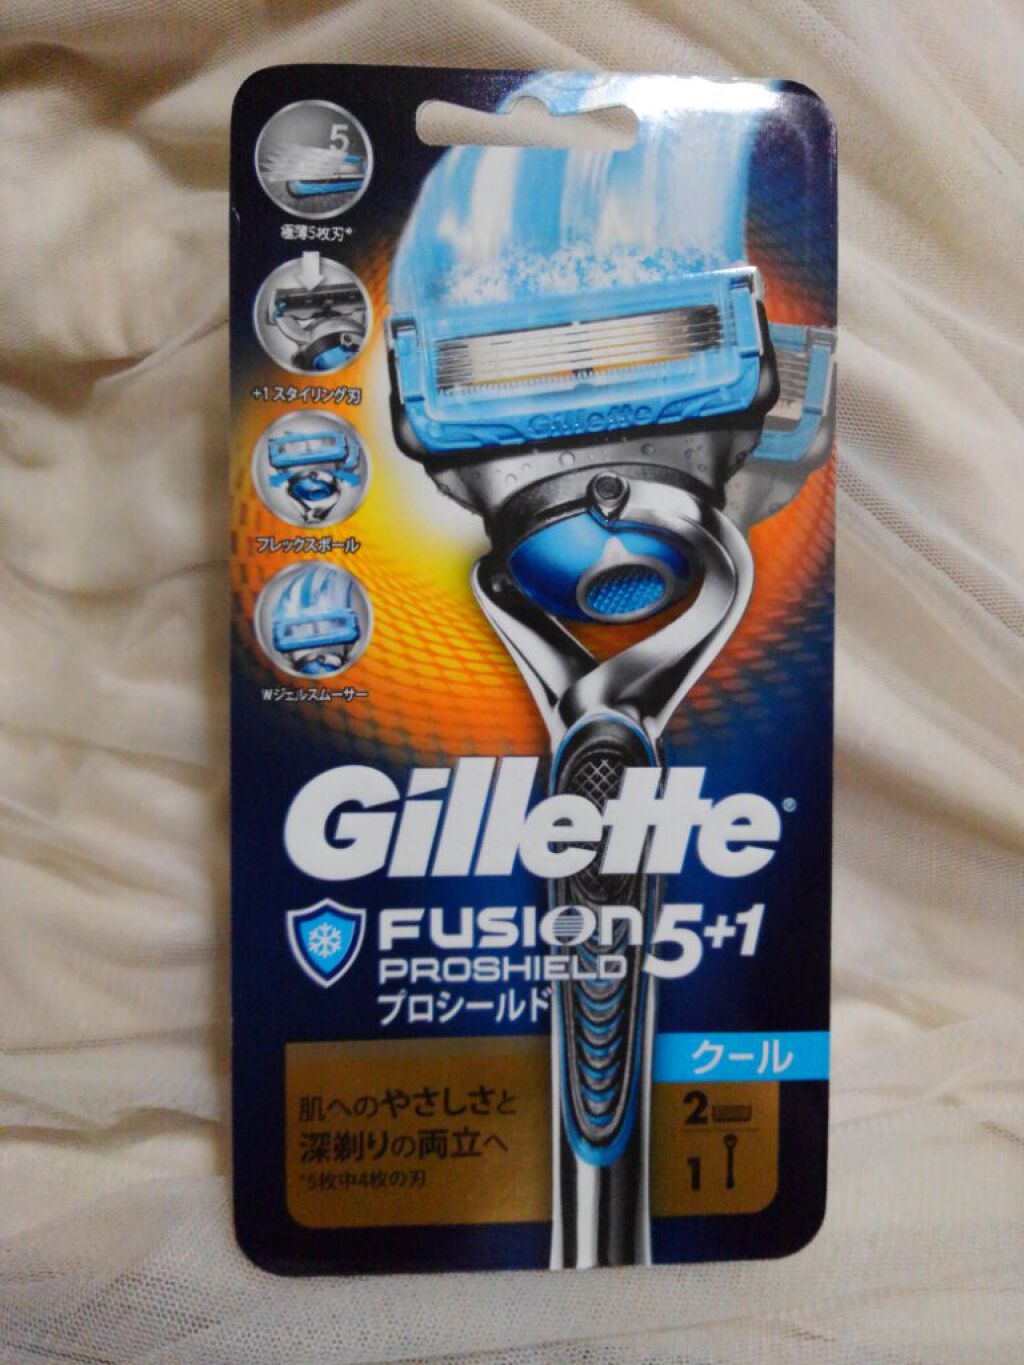 5
極薄5枚刃*
+1 スタイリング刃
フレックスボール
Wジェルスムーサー
Gillette
Gillette®
FUSION 5+1
PROSHIELD
プロシールド
クール
肌へのやさしさと
深剃りの両立へ
*5枚中4枚の刃
2
1